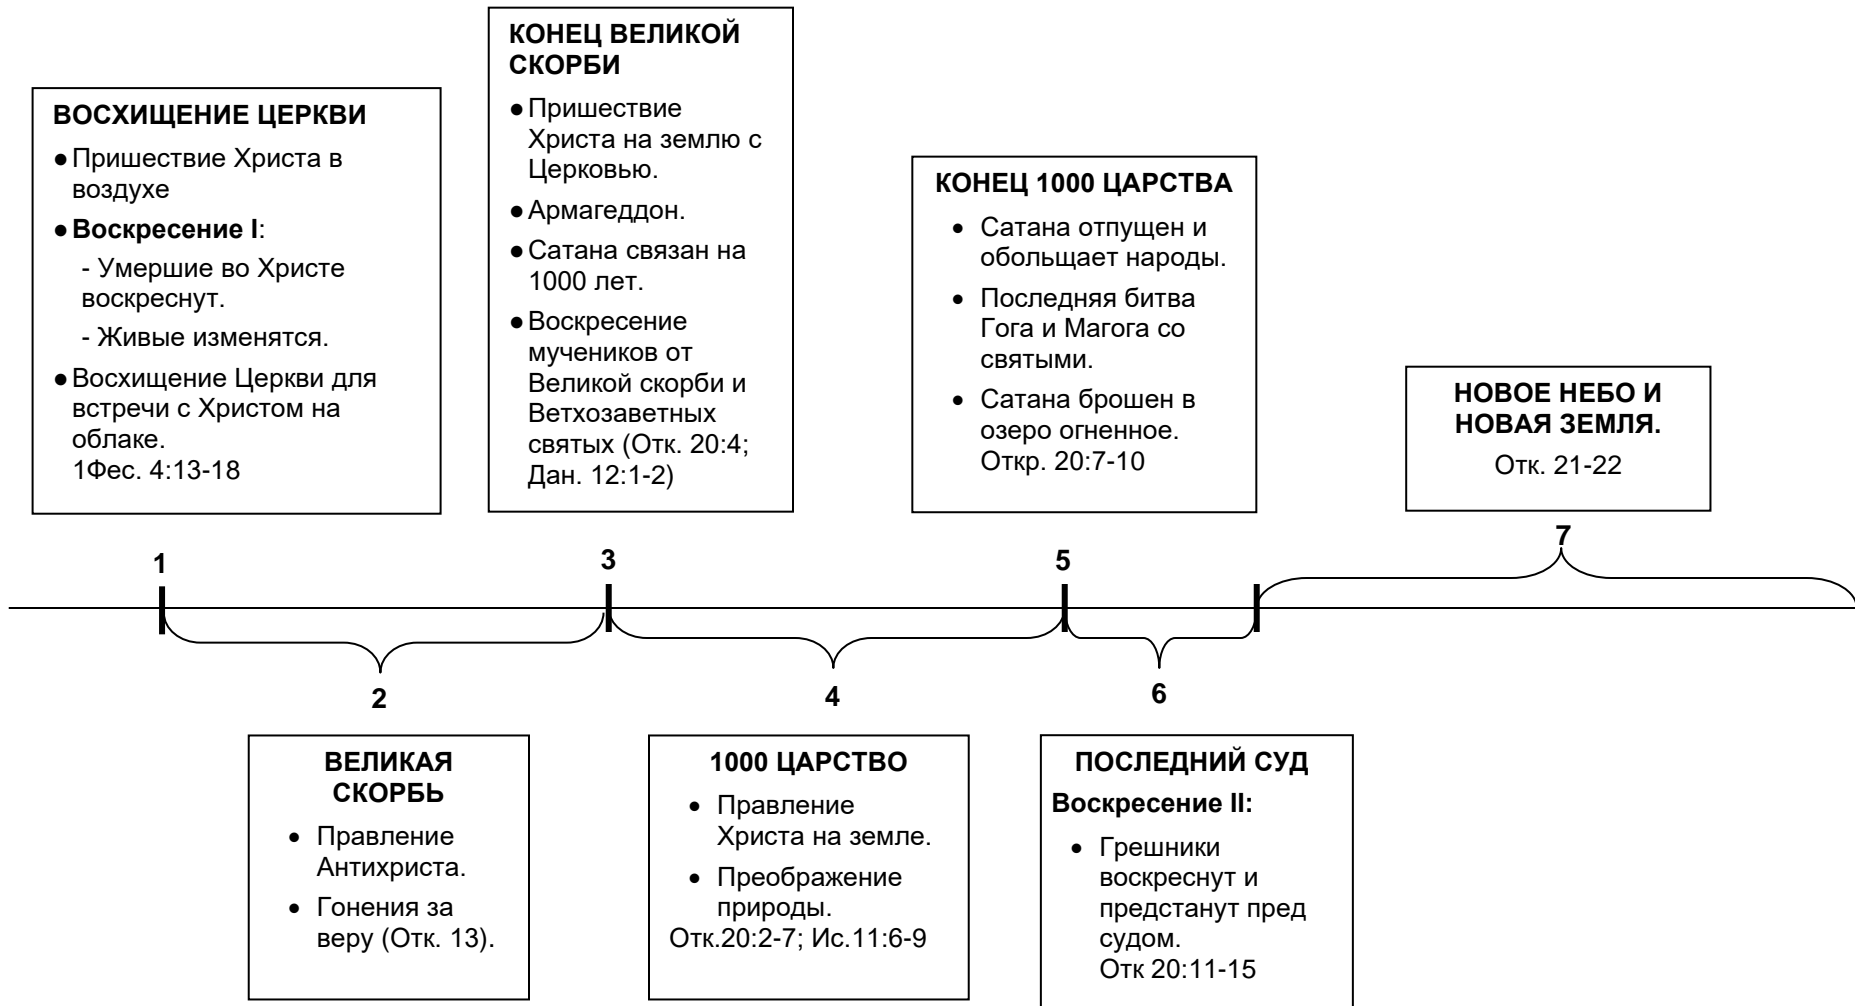 ВОСХИЩЕНИЕ ЦЕРКВИ
● Пришествие Христа в
воздухе
● Воскресение I:
- Умершие во Христе
воскреснут.
- Живые изменятся.
● Восхищение Церкви для
встречи с Христом на
облаке.
1Фес. 4:13-18
КОНЕЦ ВЕЛИКОЙ
СКОРБИ
● Пришествие
Христа на землю с
Церковью.
● Армагеддон.
● Сатана связан на
1000 лет.
● Воскресение
мучеников от
Великой скорби и
Ветхозаветных
святых (Отк. 20:4;
Дан. 12:1-2)
КОНЕЦ 1000 ЦАРСТВА
• Сатана отпущен и
обольщает народы.
• Последняя битва
Гога и Магога со
святыми.
• Сатана брошен в
озеро огненное.
Откр. 20:7-10
НОВОЕ НЕБО И
НОВАЯ ЗЕМЛЯ.
Отк. 21-22
1
3
5
7
2
4
6
ВЕЛИКАЯ
СКОРБЬ
• Правление
Антихриста.
• Гонения за
веру (Отк. 13).
1000 ЦАРСТВО
• Правление
Христа на земле.
• Преображение
природы.
Отк.20:2-7; Ис.11:6-9
ПОСЛЕДНИЙ СУД
Воскресение II:
• Грешники
воскреснут и
предстанут пред
судом.
Отк 20:11-15